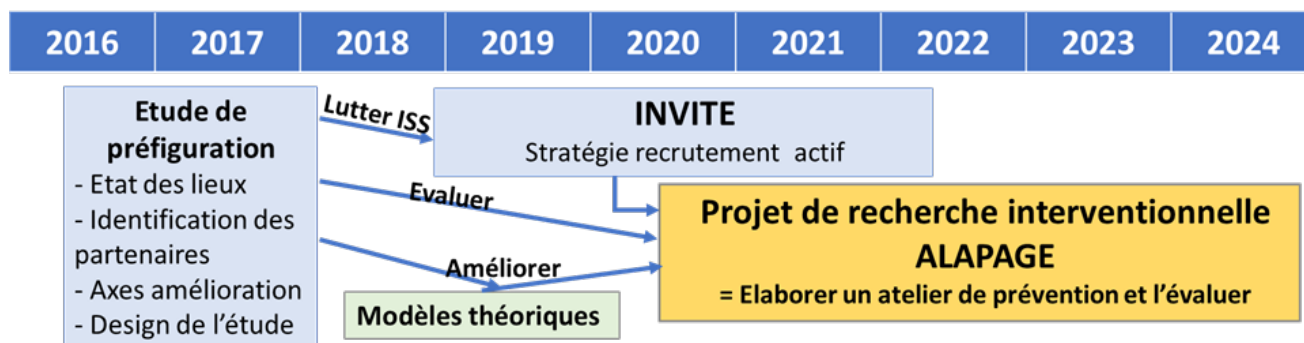 2016 2017 2018 2019 2020 2021 2022 2023 2024
Etude de
préfiguration
- Etat des lieux
- Identification des
partenaires
- Axes amélioration
- Design de l'étude
Lutter ISS
Evaluer
Améliorer
INVITE
Stratégie recrutement actif
Modèles théoriques
Projet de recherche interventionnelle
ALAPAGE
= Elaborer un atelier de prévention et l'évaluer